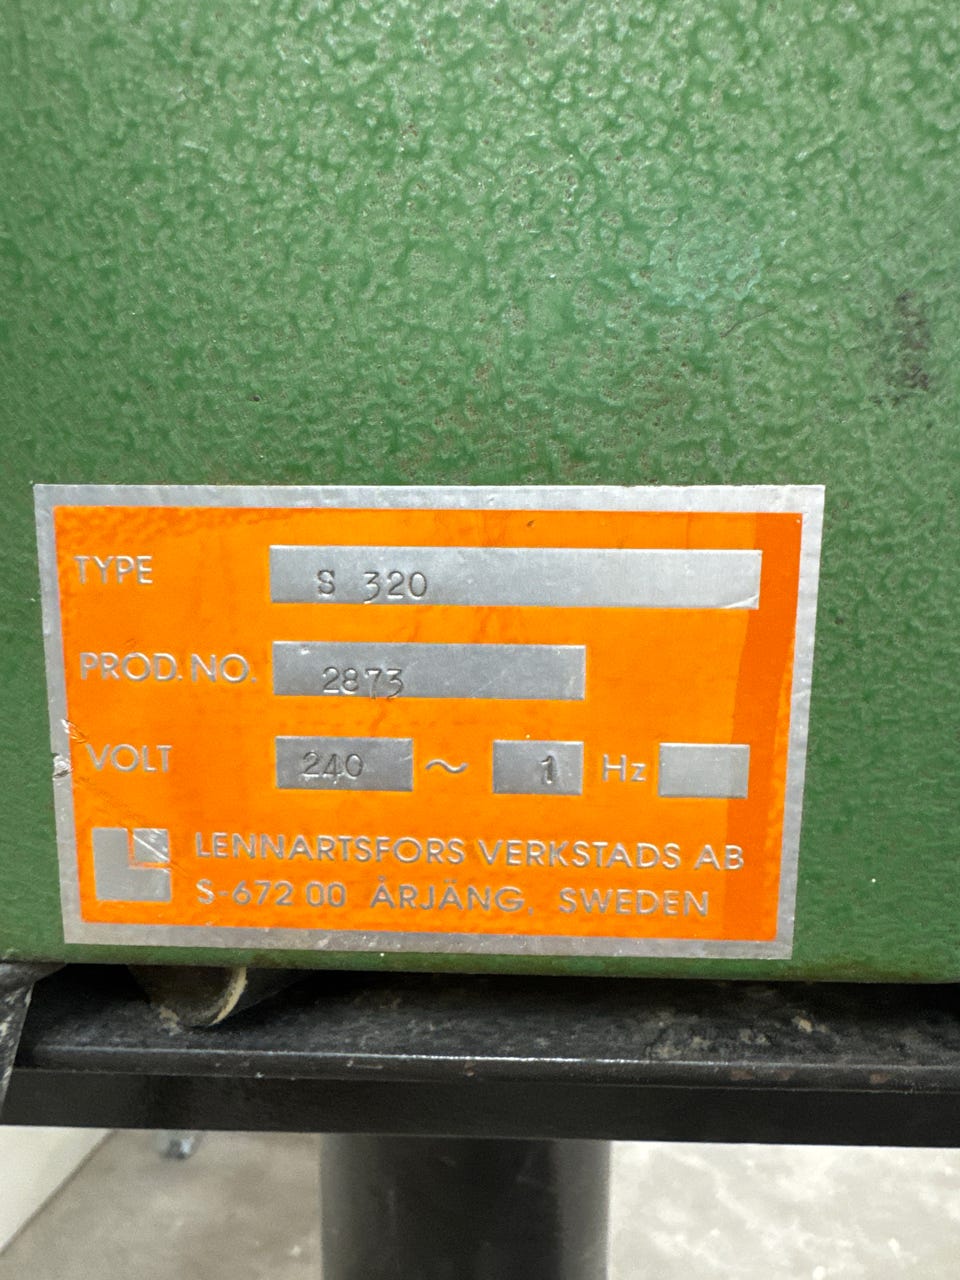 TYPE S 320
PROD. NO. 2873
VOLT 240 ~ 1 Hz
LENNARTSFORS VERKSTADS AB
S-672 00 ÅRJÄNG, SWEDEN